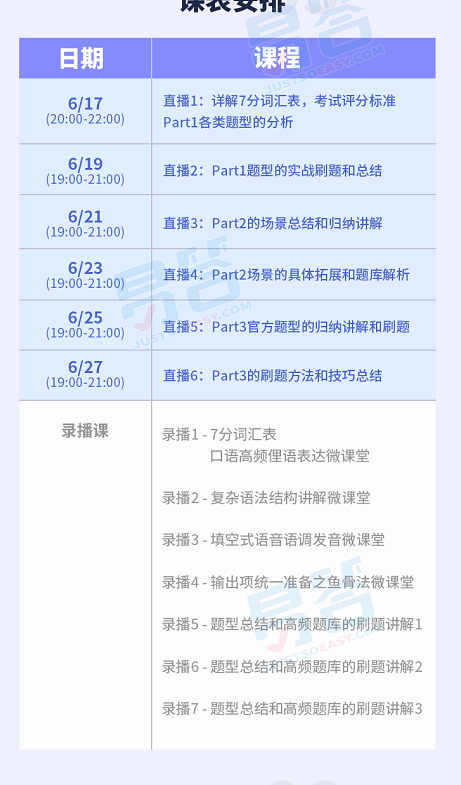 课表安排
日期 课程
6/17
(20:00-22:00)
直播1：详解7分词汇表，考试评分标准
Part1各类题型的分析
6/19
(19:00-21:00)
直播2：Part1题型的实战刷题和总结
6/21
(19:00-21:00)
直播3：Part2的场景总结和归纳讲解
6/23
(19:00-21:00)
直播4：Part2场景的具体拓展和题库解析
6/25
(19:00-21:00)
直播5：Part3官方题型的归纳讲解和刷题
6/27
(19:00-21:00)
直播6：Part3的刷题方法和技巧总结
录播课
录播1 - 7分词汇表
口语高频俚语表达微课堂
录播2 - 复杂语法结构讲解微课堂
录播3 - 填空式语音语调发音微课堂
录播4 - 输出项统一准备之鱼骨法微课堂
录播5 - 题型总结和高频题库的刷题讲解1
录播6 - 题型总结和高频题库的刷题讲解2
录播7 - 题型总结和高频题库的刷题讲解3
易答
JUSTSOEASY.COM
易答
JUSTSOEASY.COM
易答
JUSTSOEASY.COM